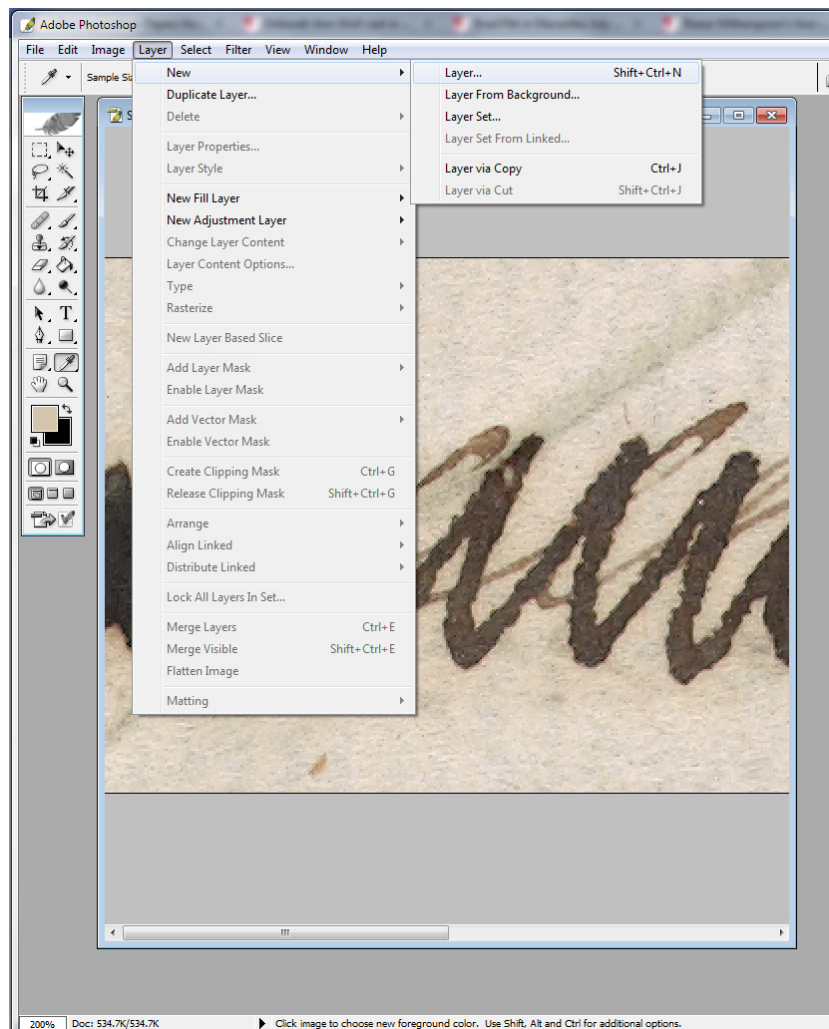 Adobe Photoshop
File Edit Image Layer Select Filter View Window Help
Sample
New
Duplicate Layer...
Delete
Layer Properties...
Layer Style
New Fill Layer
New Adjustment Layer
Change Layer Content
Layer Content Options...
Type
Rasterize
New Layer Based Slice
Add Layer Mask
Enable Layer Mask
Add Vector Mask
Enable Vector Mask
Create Clipping Mask Ctrl+G
Release Clipping Mask Shift+Ctrl+G
Arrange
Align Linked
Distribute Linked
Lock All Layers In Set...
Merge Layers Ctrl+E
Merge Visible Shift+Ctrl+E
Flatten Image
Matting
Layer... Shift+Ctrl+N
Layer From Background...
Layer Set...
Layer Set From Linked...
Layer via Copy Ctrl+J
Layer via Cut Shift+Ctrl+J
200% Doc: 534.7K/534.7K Click image to choose new foreground color. Use Shift, Alt and Ctrl for additional options.